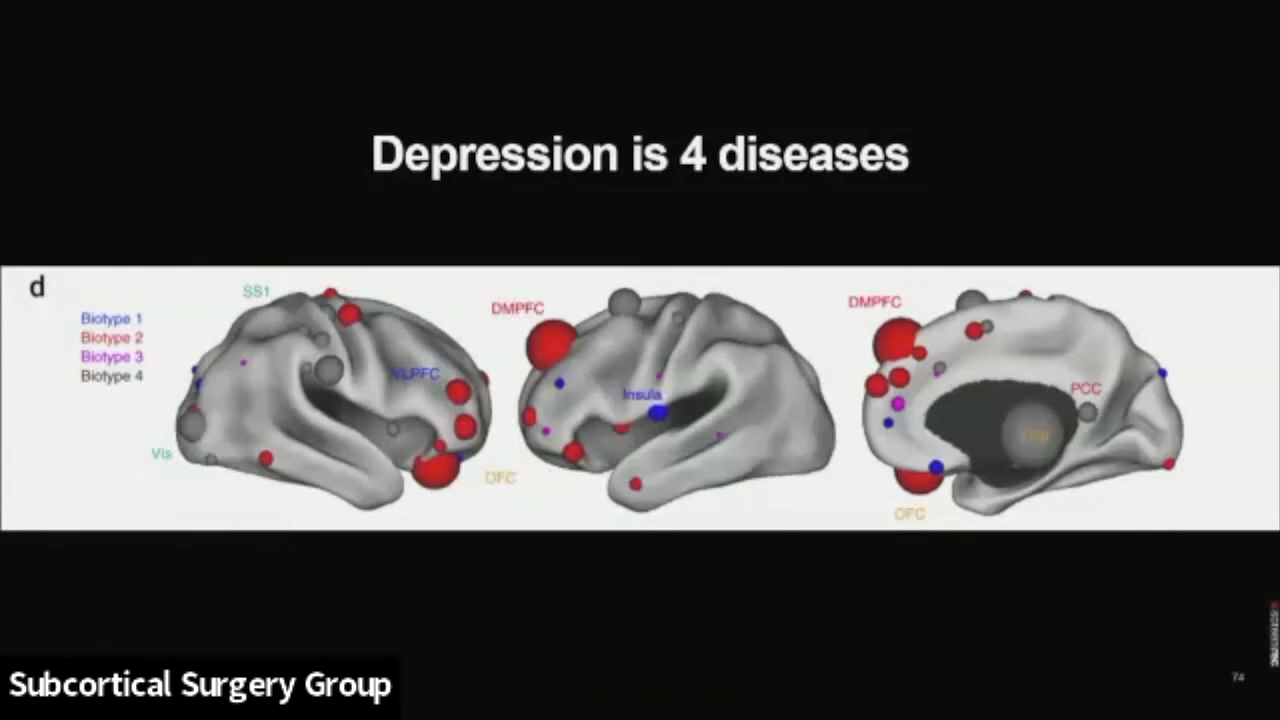 Depression is 4 diseases
d
SS1
Biotype 1
Biotype 2
Biotype 3
Biotype 4
VLPFC
Vis
OFC
DMPFC
Insula
DMPFC
PCC
OFC
Subcortical Surgery Group
74